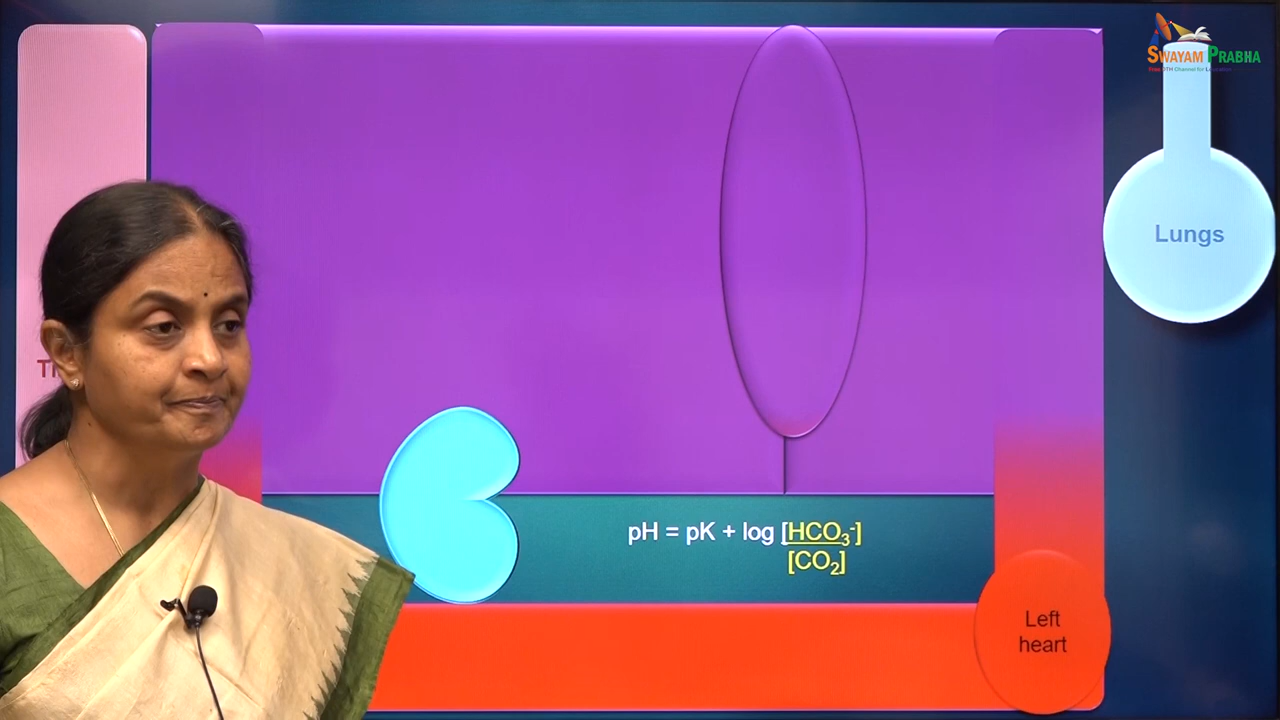 SWAYAM PRABHA
Lungs
pH = pK + log [HCO₃⁻]
[CO₂]
Left
heart